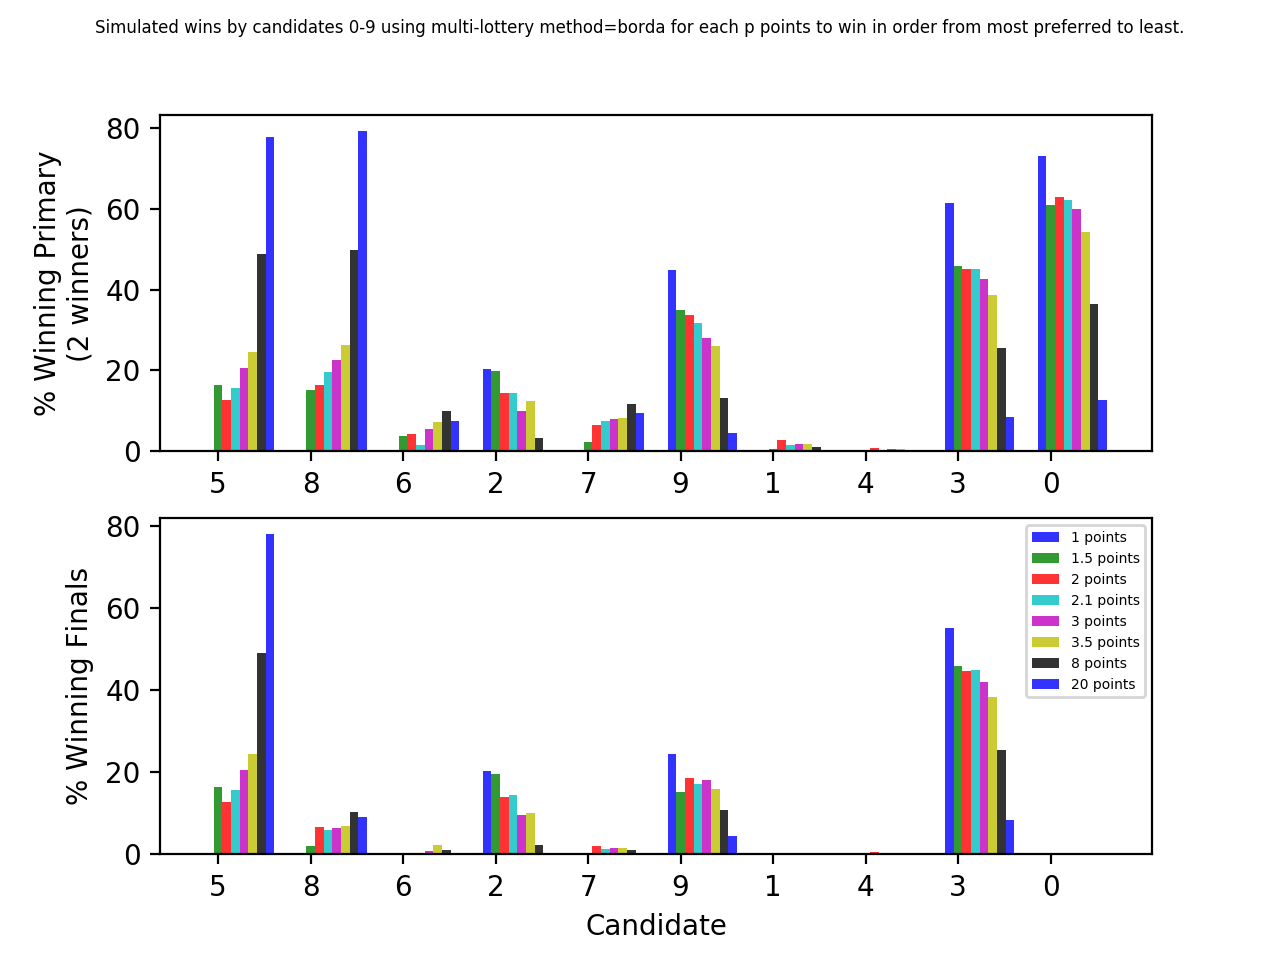 Simulated wins by candidates 0-9 using multi-lottery method=borda for each p points to win in order from most preferred to least.
% Winning Primary
(2 winners)
80
60
40
20
0
5 8 6 2 7 9 1 4 3 0
% Winning Finals
80
60
40
20
0
1 points
1.5 points
2 points
2.1 points
3 points
3.5 points
8 points
20 points
5 8 6 2 7 9 1 4 3 0
Candidate